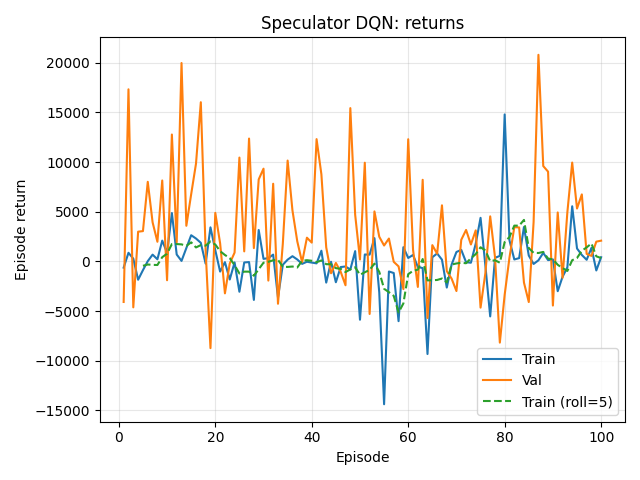 Speculator DQN: returns
Episode return
20000
15000
10000
5000
0
−5000
−10000
−15000
0 20 40 60 80 100
Episode
Train
Val
Train (roll=5)